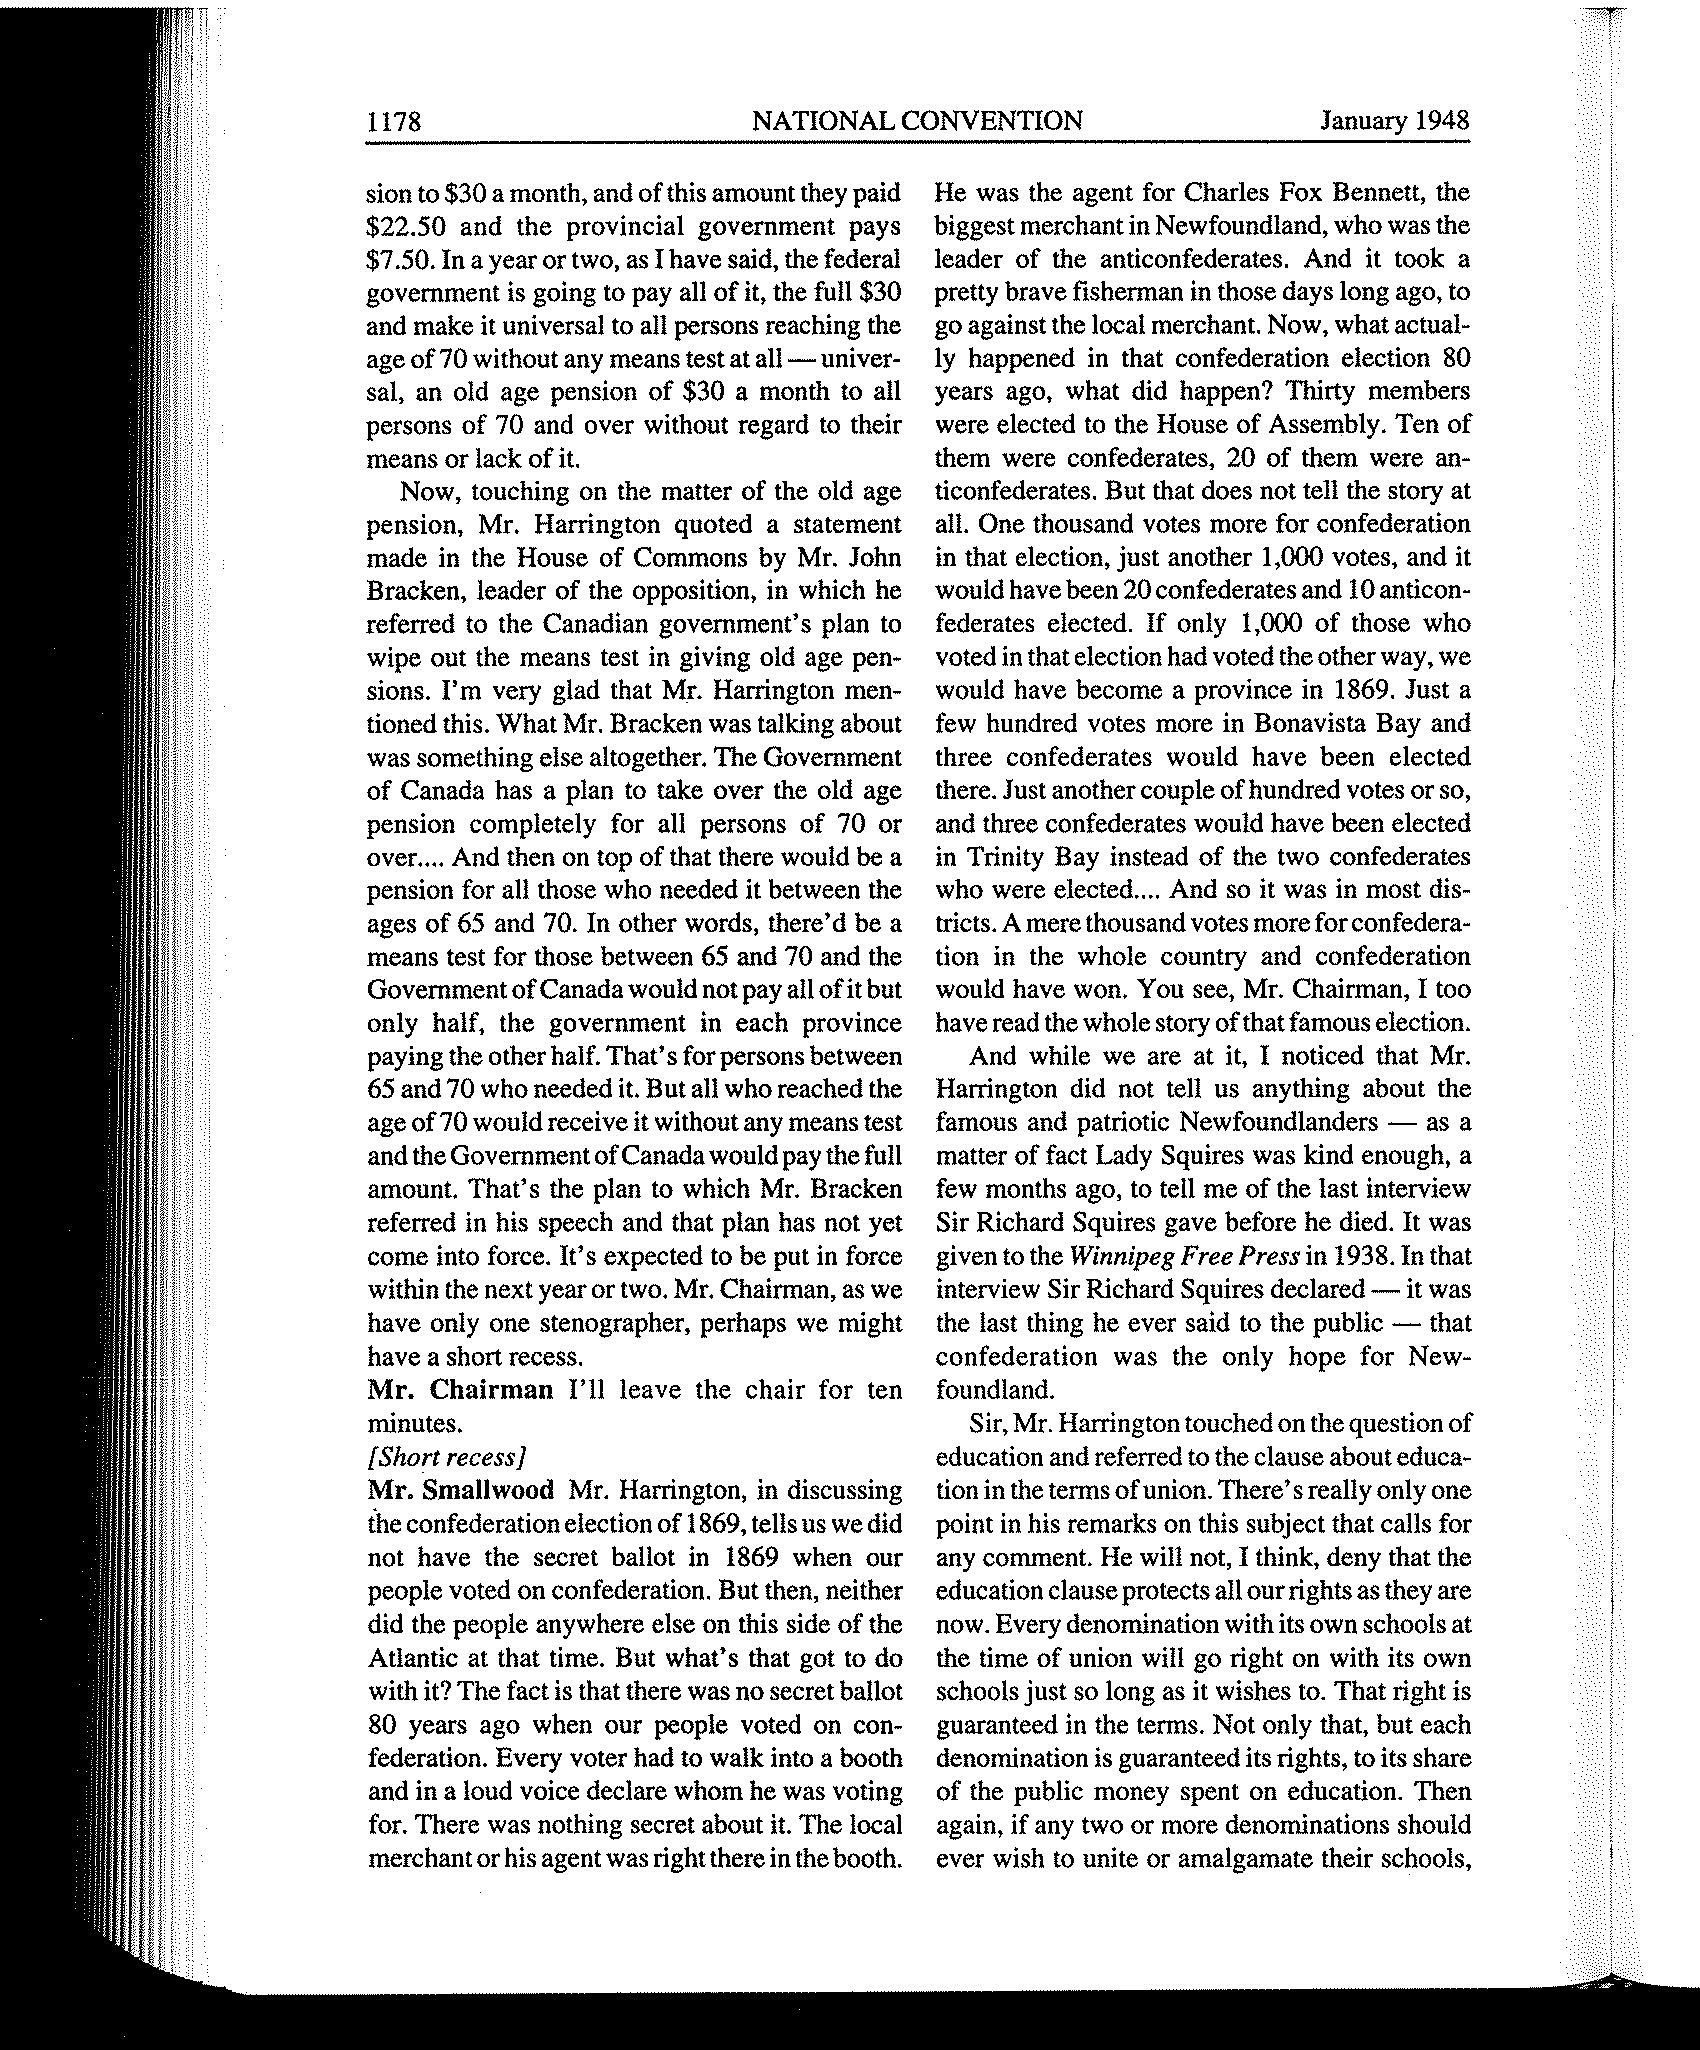 1178 NATIONAL CONVENTION January 1948
sion to $30 a month, and of this amount they paid
$22.50 and the provincial government pays
$7.50. In a year or two, as I have said, the federal
government is going to pay all of it, the full $30
and make it universal to all persons reaching the
age of 70 without any means test at all — univer-
sal, an old age pension of $30 a month to all
persons of 70 and over without regard to their
means or lack of it.
Now, touching on the matter of the old age
pension, Mr. Harrington quoted a statement
made in the House of Commons by Mr. John
Bracken, leader of the opposition, in which he
referred to the Canadian government's plan to
wipe out the means test in giving old age pen-
sions. I'm very glad that Mr. Harrington men-
tioned this. What Mr. Bracken was talking about
was something else altogether. The Government
of Canada has a plan to take over the old age
pension completely for all persons of 70 or
over.... And then on top of that there would be a
pension for all those who needed it between the
ages of 65 and 70. In other words, there'd be a
means test for those between 65 and 70 and the
Government of Canada would not pay all of it but
only half, the government in each province
paying the other half. That's for persons between
65 and 70 who needed it. But all who reached the
age of 70 would receive it without any means test
and the Government of Canada would pay the full
amount. That's the plan to which Mr. Bracken
referred in his speech and that plan has not yet
come into force. It's expected to be put in force
within the next year or two. Mr. Chairman, as we
have only one stenographer, perhaps we might
have a short recess.
Mr. Chairman I'll leave the chair for ten
minutes.
[Short recess]
Mr. Smallwood Mr. Harrington, in discussing
the confederation election of 1869, tells us we did
not have the secret ballot in 1869 when our
people voted on confederation. But then, neither
did the people anywhere else on this side of the
Atlantic at that time. But what's that got to do
with it? The fact is that there was no secret ballot
80 years ago when our people voted on con-
federation. Every voter had to walk into a booth
and in a loud voice declare whom he was voting
for. There was nothing secret about it. The local
merchant or his agent was right there in the booth.
He was the agent for Charles Fox Bennett, the
biggest merchant in Newfoundland, who was the
leader of the anticonfederates. And it took a
pretty brave fisherman in those days long ago, to
go against the local merchant. Now, what actual-
ly happened in that confederation election 80
years ago, what did happen? Thirty members
were elected to the House of Assembly. Ten of
them were confederates, 20 of them were an-
ticonfederates. But that does not tell the story at
all. One thousand votes more for confederation
in that election, just another 1,000 votes, and it
would have been 20 confederates and 10 anticon-
federates elected. If only 1,000 of those who
voted in that election had voted the other way, we
would have become a province in 1869. Just a
few hundred votes more in Bonavista Bay and
three confederates would have been elected
there. Just another couple of hundred votes or so,
and three confederates would have been elected
in Trinity Bay instead of the two confederates
who were elected.... And so it was in most dis-
tricts. A mere thousand votes more for confedera-
tion in the whole country and confederation
would have won. You see, Mr. Chairman, I too
have read the whole story of that famous election.
And while we are at it, I noticed that Mr.
Harrington did not tell us anything about the
famous and patriotic Newfoundlanders — as a
matter of fact Lady Squires was kind enough, a
few months ago, to tell me of the last interview
Sir Richard Squires gave before he died. It was
given to the Winnipeg Free Press in 1938. In that
interview Sir Richard Squires declared — it was
the last thing he ever said to the public — that
confederation was the only hope for New-
foundland.
Sir, Mr. Harrington touched on the question of
education and referred to the clause about educa-
tion in the terms of union. There's really only one
point in his remarks on this subject that calls for
any comment. He will not, I think, deny that the
education clause protects all our rights as they are
now. Every denomination with its own schools at
the time of union will go right on with its own
schools just so long as it wishes to. That right is
guaranteed in the terms. Not only that, but each
denomination is guaranteed its rights, to its share
of the public money spent on education. Then
again, if any two or more denominations should
ever wish to unite or amalgamate their schools,